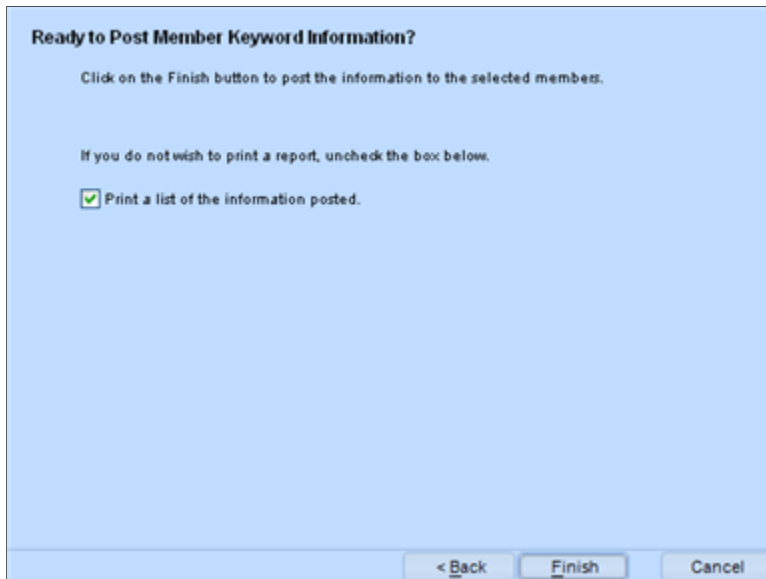 Ready to Post Member Keyword Information?
Click on the Finish button to post the information to the selected members.
If you do not wish to print a report, uncheck the box below.
Print a list of the information posted.
< Back Finish Cancel